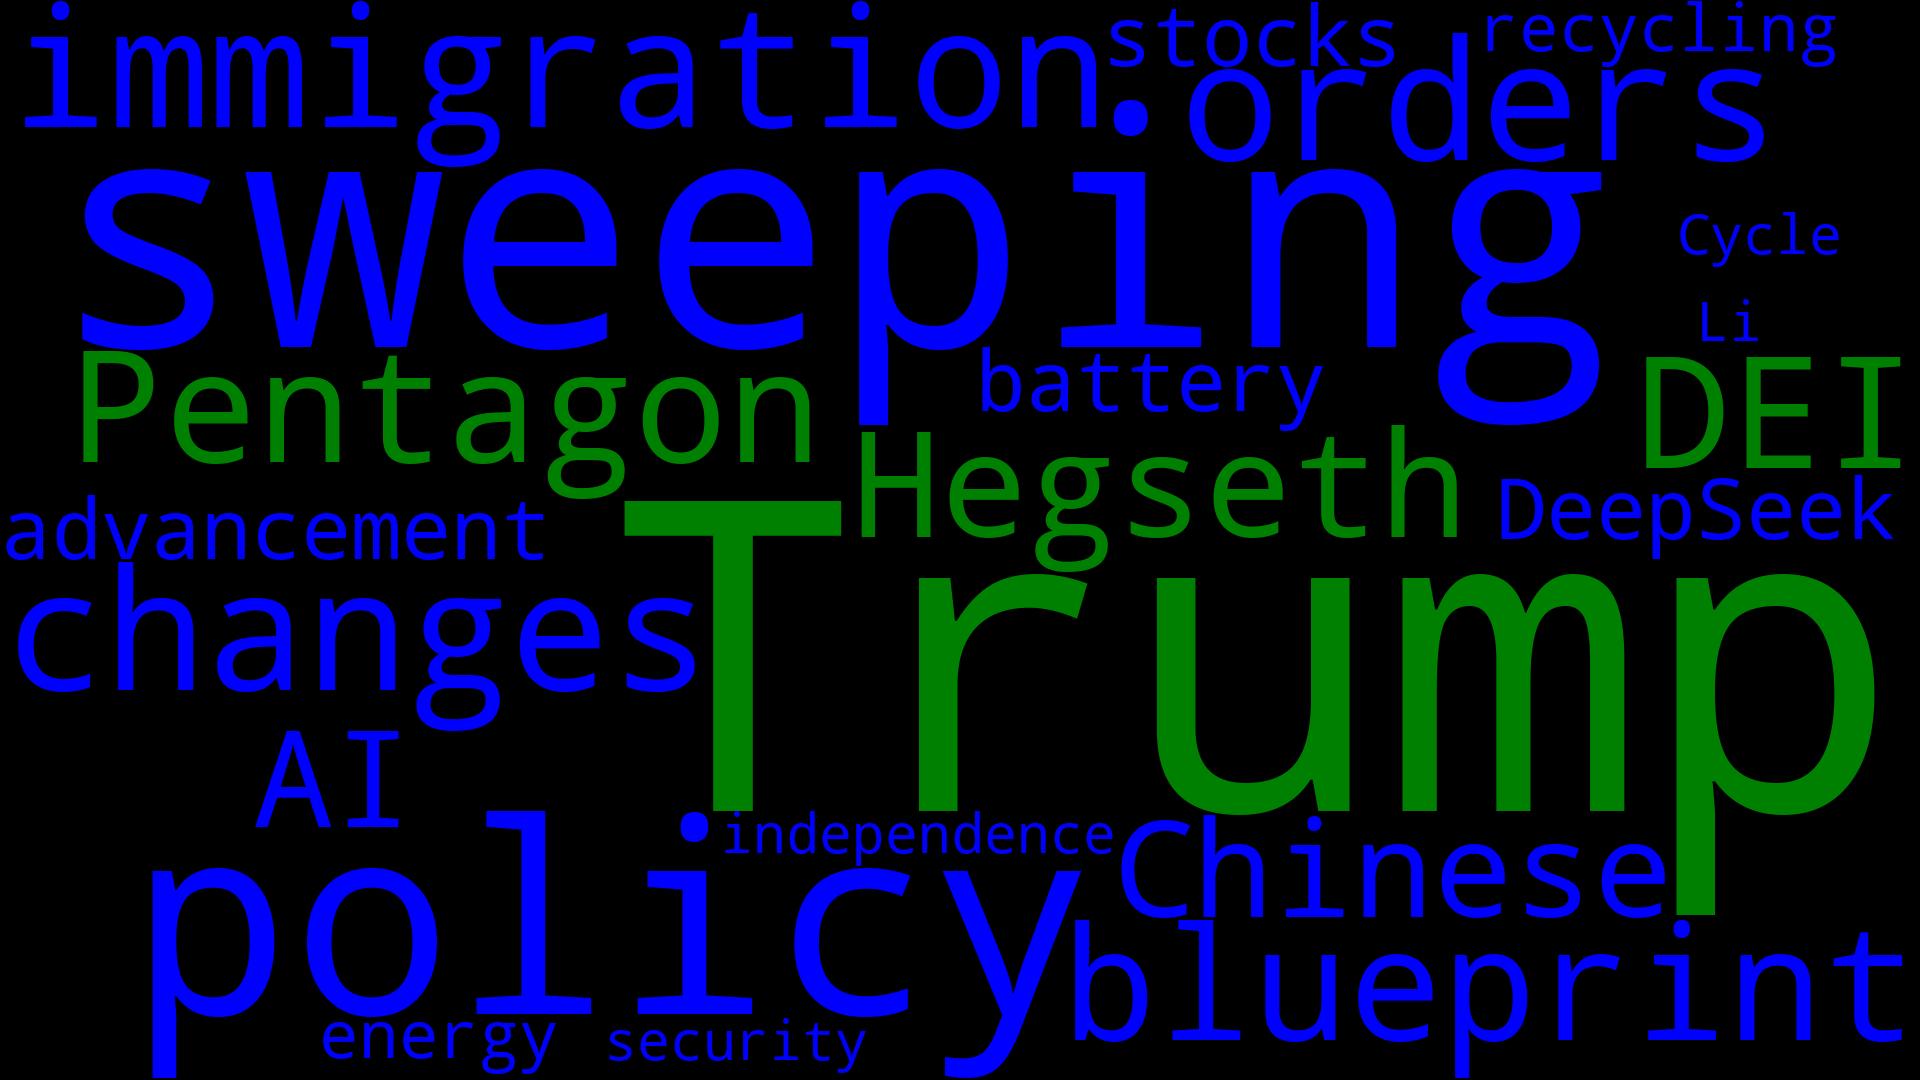 immigration stocks recycling
orders
sweeping
Cycle
Li
Pentagon battery DEI
Hegseth
advancement DeepSeek
changes Trump
AI
independence Chinese
policy
blueprint
energy security